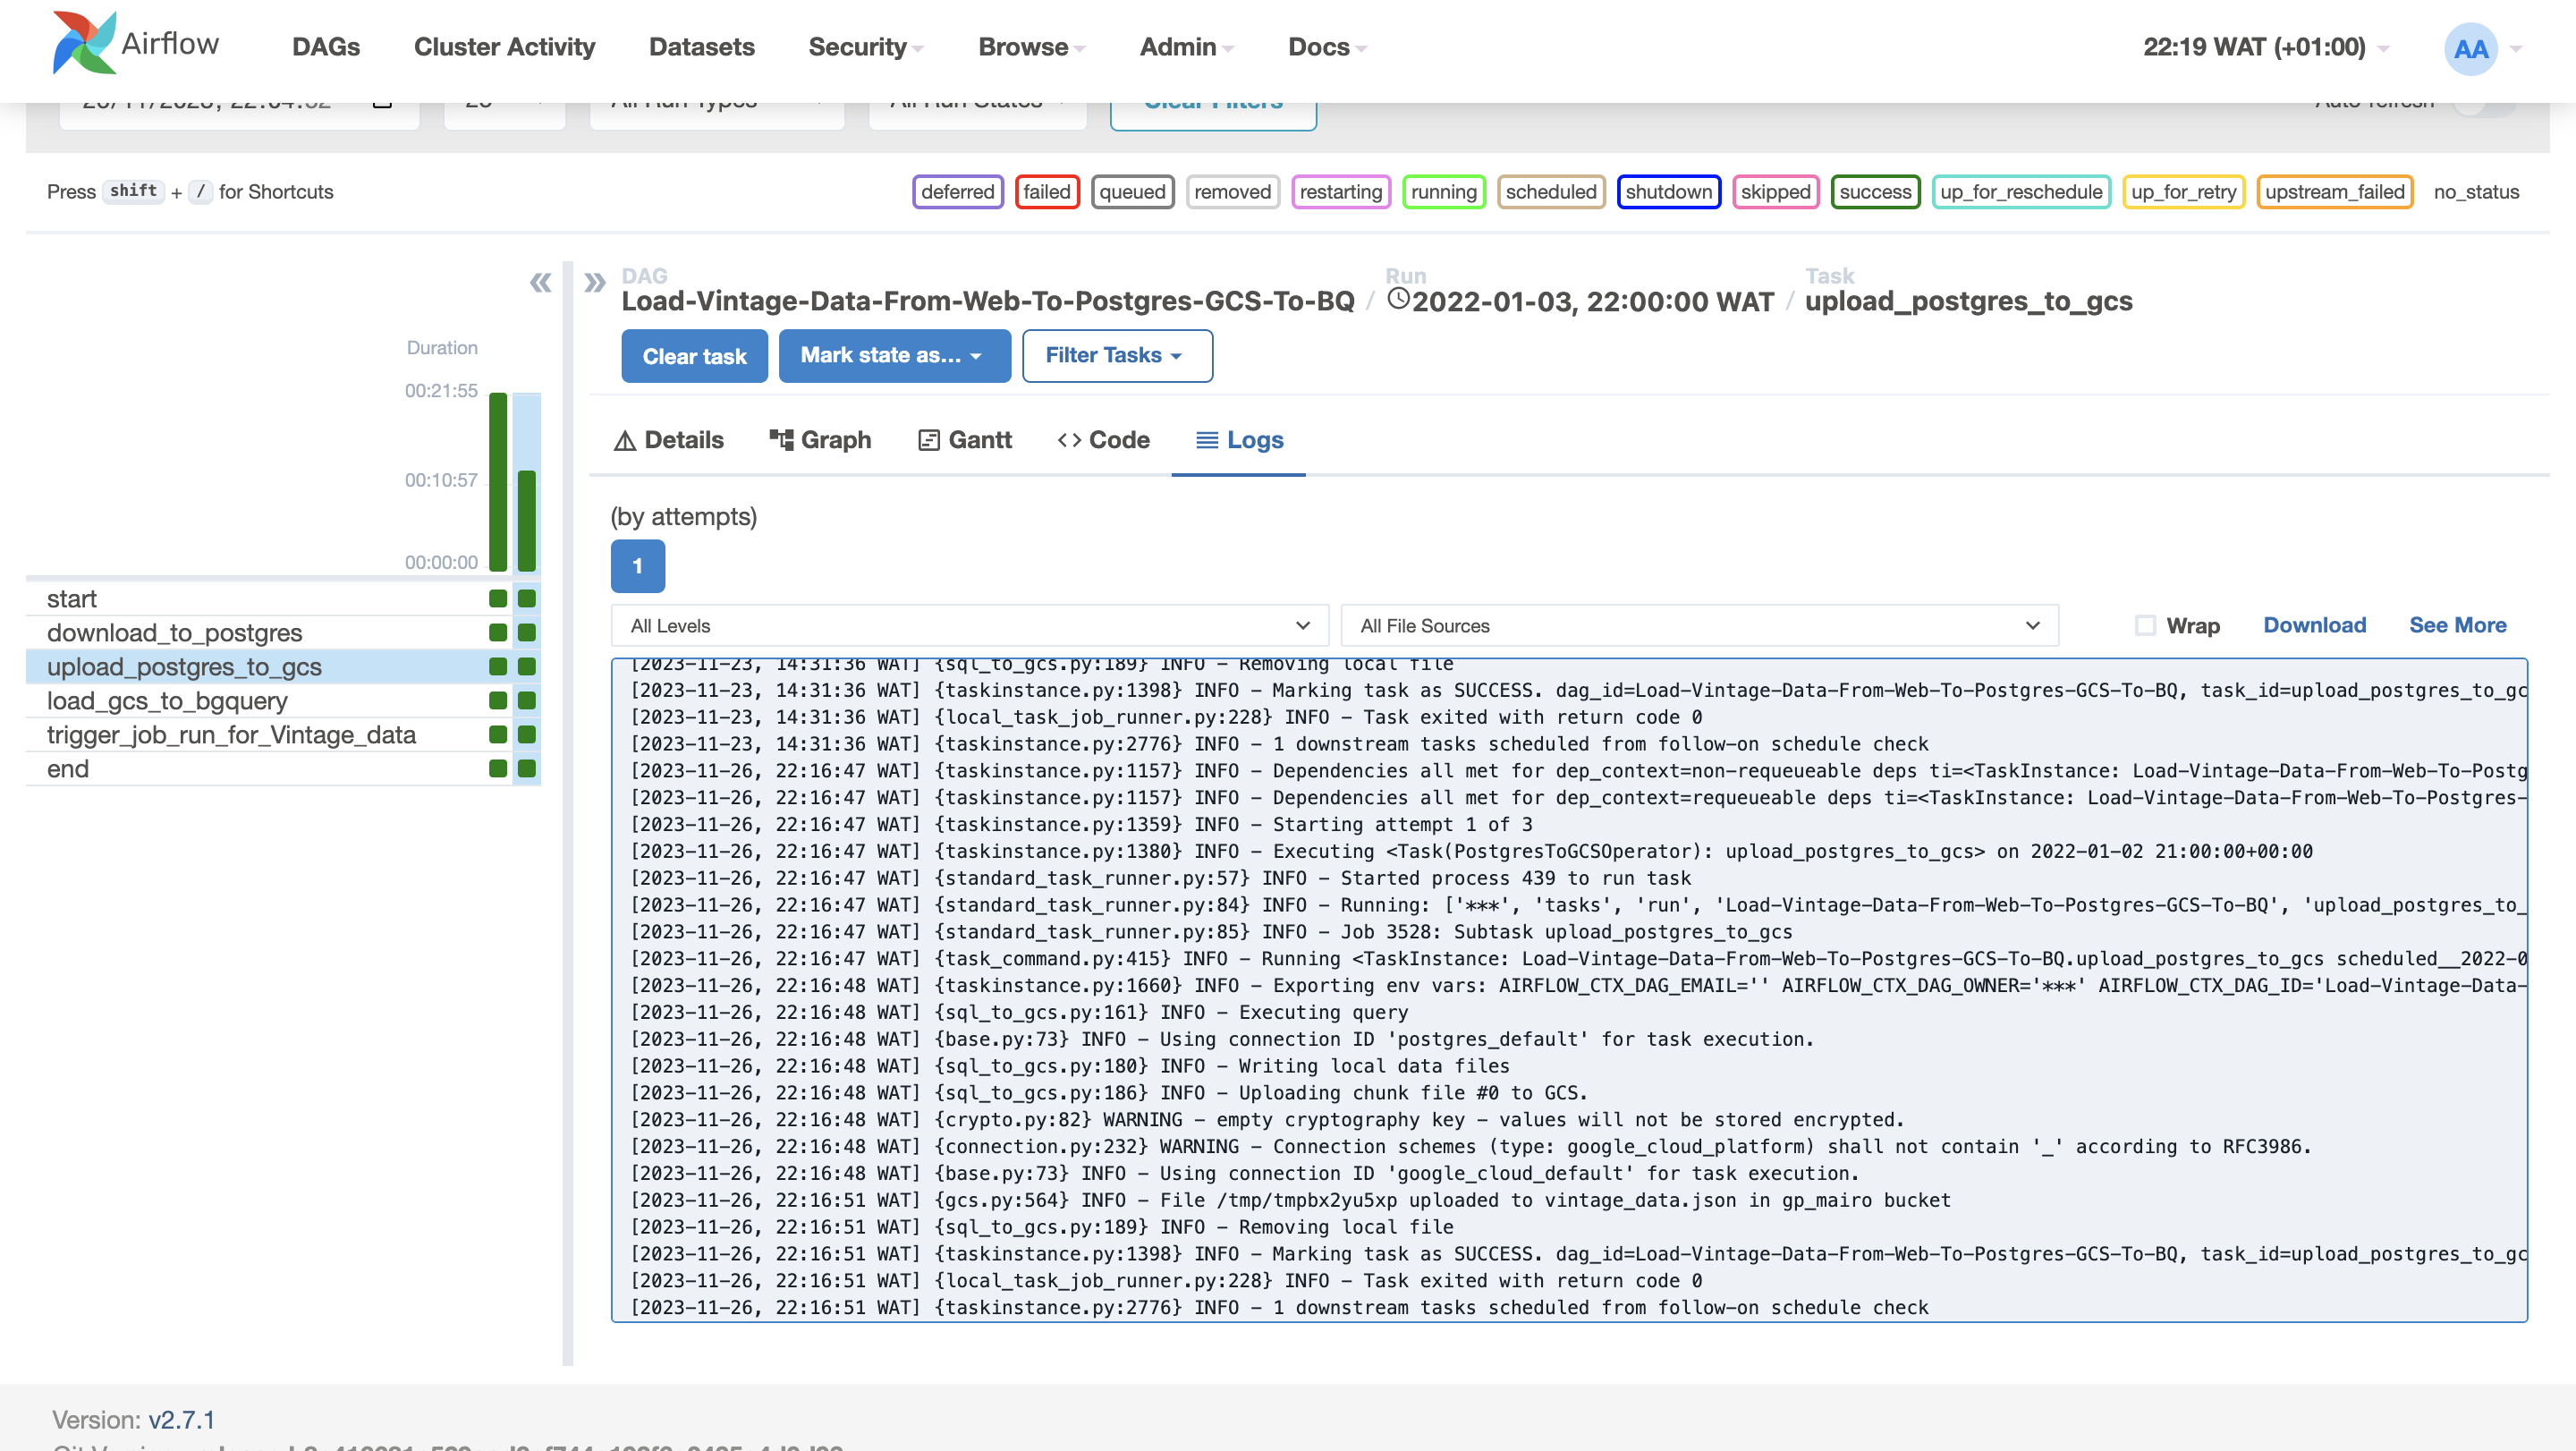 Airflow
DAGs Cluster Activity Datasets Security Browse Admin Docs 22:19 WAT (+01:00) AA
All Run Types All Run States Clear Filters Auto-refresh
Press shift + / for Shortcuts
deferred failed queued removed restarting running scheduled shutdown skipped success up_for_reschedule up_for_retry upstream_failed no_status
DAG Run Task
Load-Vintage-Data-From-Web-To-Postgres-GCS-To-BQ / 2022-01-03, 22:00:00 WAT / upload_postgres_to_gcs
Clear task Mark state as... Filter Tasks
Duration
00:21:55
00:10:57
00:00:00
start
download_to_postgres
upload_postgres_to_gcs
load_gcs_to_bgquery
trigger_job_run_for_Vintage_data
end
Details Graph Gantt Code Logs
(by attempts)
1
All Levels All File Sources Wrap Download See More
[2023-11-23, 14:31:36 WAT] {sql_to_gcs.py:189} INFO - Removing local file
[2023-11-23, 14:31:36 WAT] {taskinstance.py:1398} INFO - Marking task as SUCCESS. dag_id=Load-Vintage-Data-From-Web-To-Postgres-GCS-To-BQ, task_id=upload_postgres_to_gc
[2023-11-23, 14:31:36 WAT] {local_task_job_runner.py:228} INFO - Task exited with return code 0
[2023-11-23, 14:31:36 WAT] {taskinstance.py:2776} INFO - 1 downstream tasks scheduled from follow-on schedule check
[2023-11-26, 22:16:47 WAT] {taskinstance.py:1157} INFO - Dependencies all met for dep_context=non-requeueable deps ti=<TaskInstance: Load-Vintage-Data-From-Web-To-Postg
[2023-11-26, 22:16:47 WAT] {taskinstance.py:1157} INFO - Dependencies all met for dep_context=requeueable deps ti=<TaskInstance: Load-Vintage-Data-From-Web-To-Postgres-
[2023-11-26, 22:16:47 WAT] {taskinstance.py:1359} INFO - Starting attempt 1 of 3
[2023-11-26, 22:16:47 WAT] {taskinstance.py:1380} INFO - Executing <Task(PostgresToGCSOperator): upload_postgres_to_gcs> on 2022-01-02 21:00:00+00:00
[2023-11-26, 22:16:47 WAT] {standard_task_runner.py:57} INFO - Started process 439 to run task
[2023-11-26, 22:16:47 WAT] {standard_task_runner.py:84} INFO - Running: ['***', 'tasks', 'run', 'Load-Vintage-Data-From-Web-To-Postgres-GCS-To-BQ', 'upload_postgres_to_
[2023-11-26, 22:16:47 WAT] {standard_task_runner.py:85} INFO - Job 3528: Subtask upload_postgres_to_gcs
[2023-11-26, 22:16:47 WAT] {task_command.py:415} INFO - Running <TaskInstance: Load-Vintage-Data-From-Web-To-Postgres-GCS-To-BQ.upload_postgres_to_gcs scheduled__2022-0
[2023-11-26, 22:16:48 WAT] {taskinstance.py:1660} INFO - Exporting env vars: AIRFLOW_CTX_DAG_EMAIL='' AIRFLOW_CTX_DAG_OWNER='***' AIRFLOW_CTX_DAG_ID='Load-Vintage-Data-
[2023-11-26, 22:16:48 WAT] {sql_to_gcs.py:161} INFO - Executing query
[2023-11-26, 22:16:48 WAT] {base.py:73} INFO - Using connection ID 'postgres_default' for task execution.
[2023-11-26, 22:16:48 WAT] {sql_to_gcs.py:180} INFO - Writing local data files
[2023-11-26, 22:16:48 WAT] {sql_to_gcs.py:186} INFO - Uploading chunk file #0 to GCS.
[2023-11-26, 22:16:48 WAT] {crypto.py:82} WARNING - empty cryptography key - values will not be stored encrypted.
[2023-11-26, 22:16:48 WAT] {connection.py:232} WARNING - Connection schemes (type: google_cloud_platform) shall not contain '_' according to RFC3986.
[2023-11-26, 22:16:48 WAT] {base.py:73} INFO - Using connection ID 'google_cloud_default' for task execution.
[2023-11-26, 22:16:51 WAT] {gcs.py:564} INFO - File /tmp/tmpbx2yu5xp uploaded to vintage_data.json in gp_mairo bucket
[2023-11-26, 22:16:51 WAT] {sql_to_gcs.py:189} INFO - Removing local file
[2023-11-26, 22:16:51 WAT] {taskinstance.py:1398} INFO - Marking task as SUCCESS. dag_id=Load-Vintage-Data-From-Web-To-Postgres-GCS-To-BQ, task_id=upload_postgres_to_gc
[2023-11-26, 22:16:51 WAT] {local_task_job_runner.py:228} INFO - Task exited with return code 0
[2023-11-26, 22:16:51 WAT] {taskinstance.py:2776} INFO - 1 downstream tasks scheduled from follow-on schedule check
Version: v2.7.1